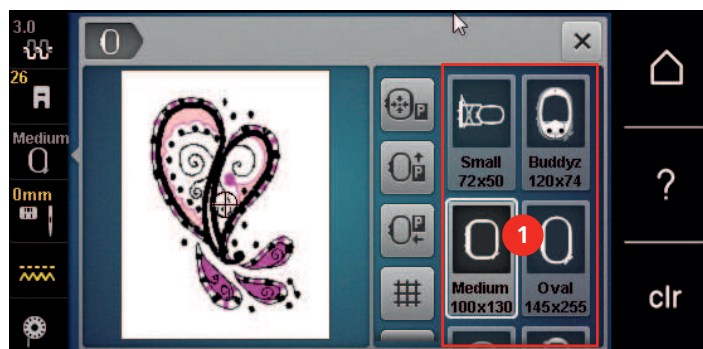 3.0
26
Medium
0mm
P
P
P
Small
72x50
Buddyz
120x74
Medium
100x130
Oval
145x255
1
?
clr